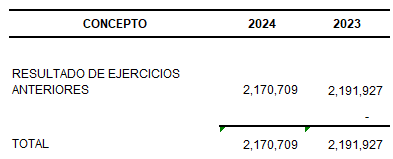 CONCEPTO 2024 2023
RESULTADO DE EJERCICIOS
ANTERIORES 2,170,709 2,191,927
-
TOTAL 2,170,709 2,191,927